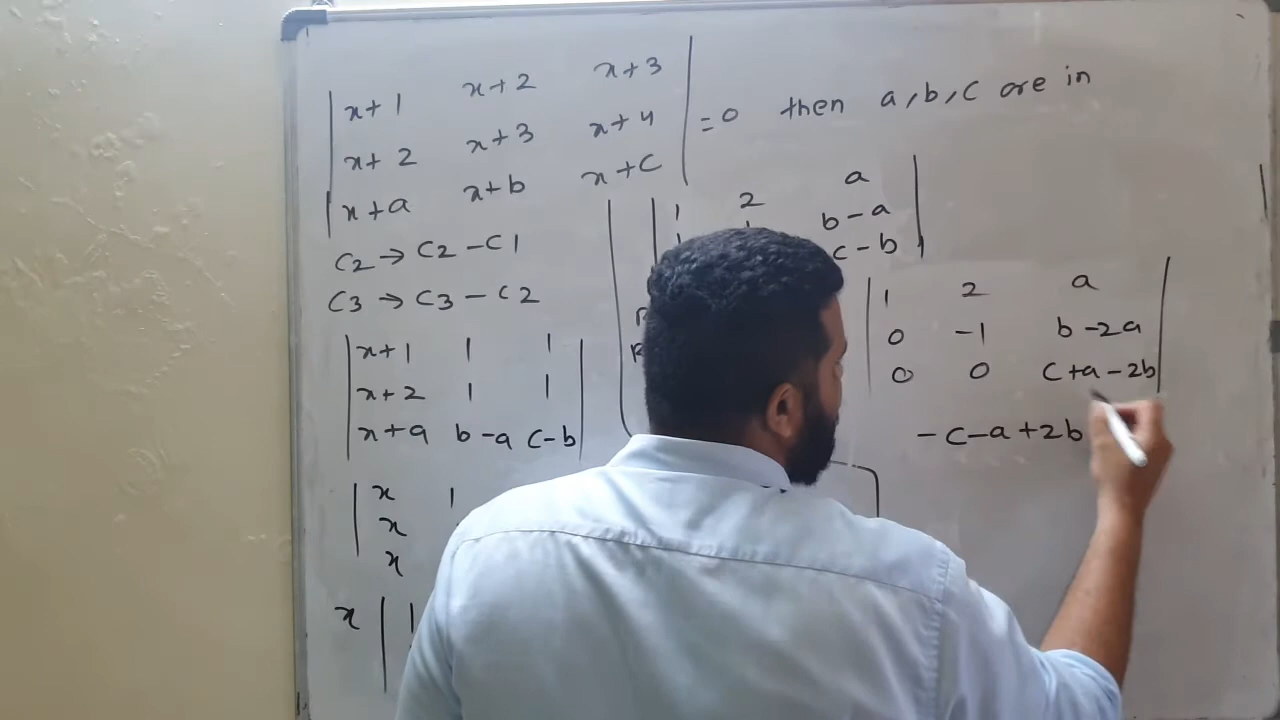 x+1 x+2 x+3
x+2 x+3 x+4 =0 then a,b,c are in
x+a x+b x+c
C2→C2-C1
C3→C3-C2
x+1 1 1
x+2 1 1
x+a b-a c-b
x 1
x
x
x 1
1 2 a
b-a
c-b
1 2 a
0 -1 b-2a
0 0 c+a-2b
-c-a+2b